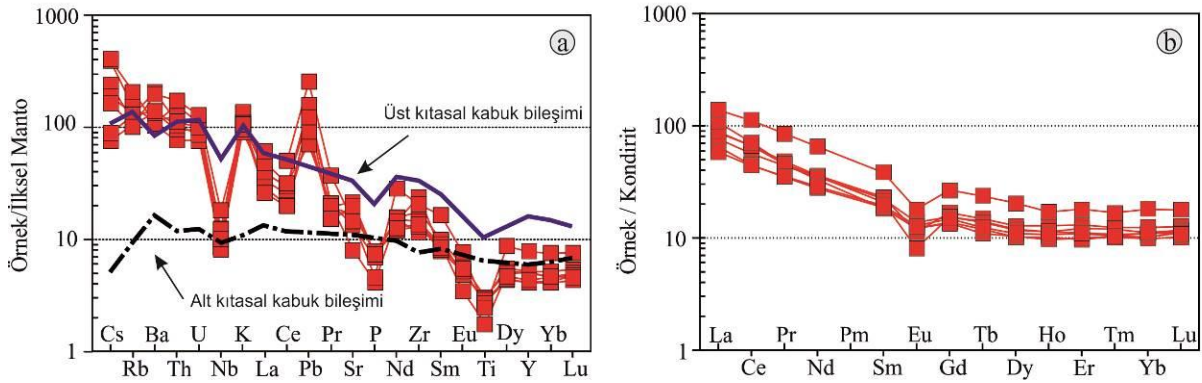 1000
100
10
1
Örnek/İlksel Manto
a
Üst kıtasal kabuk bileşimi
Alt kıtasal kabuk bileşimi
Cs Ba U K Ce Pr P Zr Eu Dy Yb
Rb Th Nb La Pb Sr Nd Sm Ti Y Lu
1000
100
10
1
Örnek / Kondirit
b
La Pr Pm Eu Tb Ho Tm Lu
Ce Nd Sm Gd Dy Er Yb